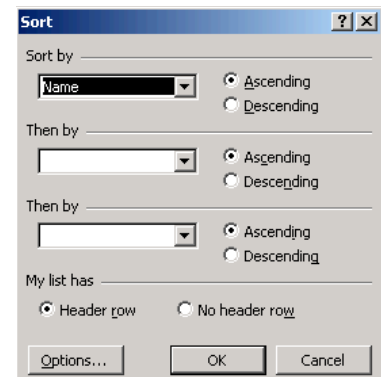 Sort
Sort by
Name
Ascending
Descending
Then by
Ascending
Descending
Then by
Ascending
Descending
My list has
Header row No header row
Options... OK Cancel